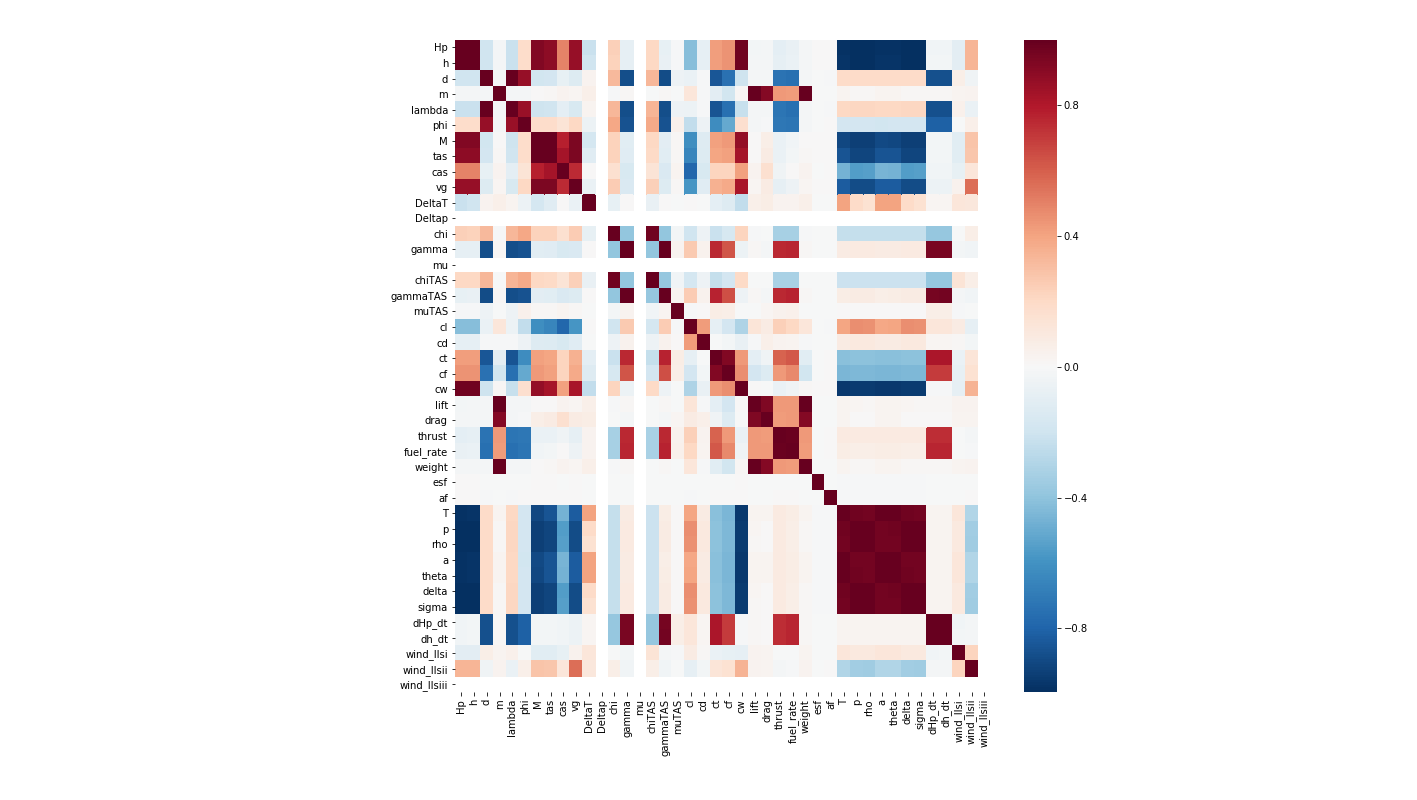 Hp
h
d
m
lambda
phi
M
tas
cas
vg
DeltaT
Deltap
chi
gamma
mu
chiTAS
gammaTAS
muTAS
cl
cd
ct
cf
cw
lift
drag
thrust
fuel_rate
weight
esf
af
T
p
rho
a
theta
delta
sigma
dHp_dt
dh_dt
wind_llsi
wind_llsii
wind_llsiii
Hp
h
d
m
lambda
phi
M
tas
cas
vg
DeltaT
Deltap
chi
gamma
mu
chiTAS
gammaTAS
muTAS
cl
cd
ct
cf
cw
lift
drag
thrust
fuel_rate
weight
esf
af
T
p
rho
a
theta
delta
sigma
dHp_dt
dh_dt
wind_llsi
wind_llsii
wind_llsiii
0.8
0.4
0.0
−0.4
−0.8